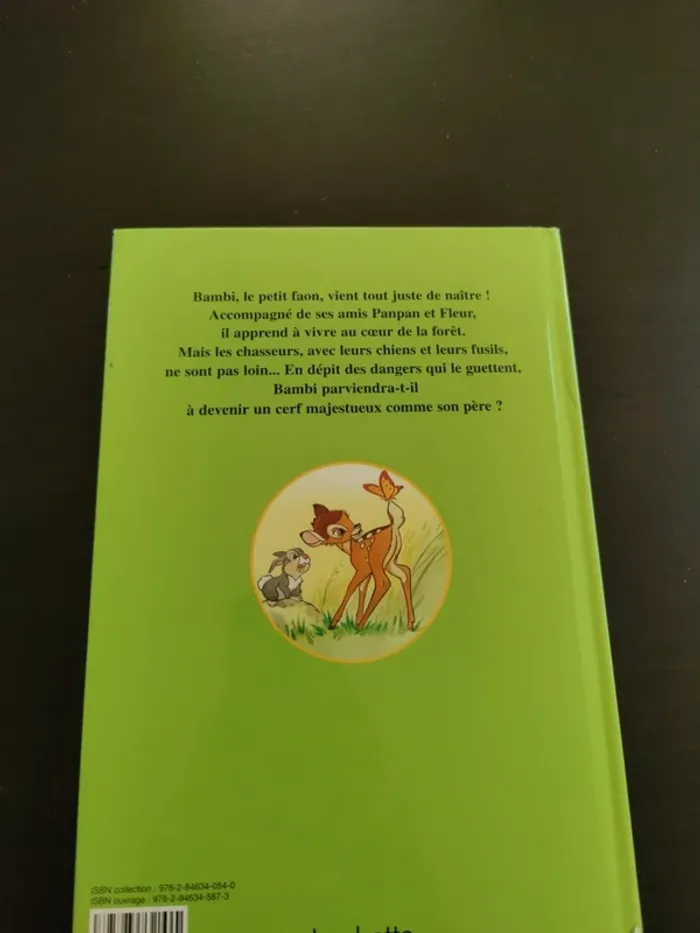 Bambi, le petit faon, vient tout juste de naître !
Accompagné de ses amis Panpan et Fleur,
il apprend à vivre au cœur de la forêt.
Mais les chasseurs, avec leurs chiens et leurs fusils,
ne sont pas loin... En dépit des dangers qui le guettent,
Bambi parviendra-t-il
à devenir un cerf majestueux comme son père ?
ISBN collection : 978-2-84634-054-0
ISBN ouvrage : 978-2-84634-587-3